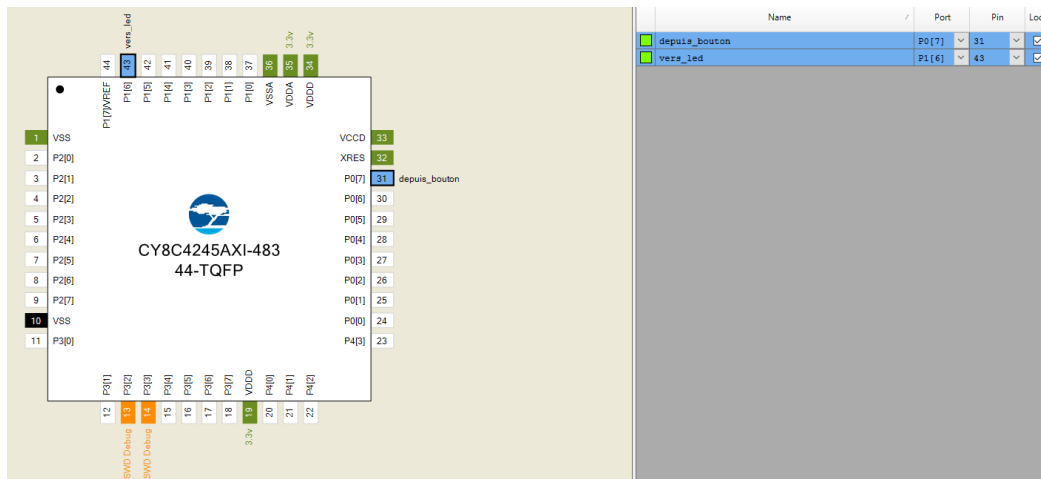 vers_led
3.3v
3.3v
44 43 42 41 40 39 38 37 36 35 34
P1[7]/VREF P1[6] P1[5] P1[4] P1[3] P1[2] P1[1] P1[0] VSSA VDDA VDDD
1 VSS
2 P2[0]
3 P2[1]
4 P2[2]
5 P2[3]
6 P2[4]
7 P2[5]
8 P2[6]
9 P2[7]
10 VSS
11 P3[0]
CY8C4245AXI-483
44-TQFP
VCCD 33
XRES 32
P0[7] 31 depuis_bouton
P0[6] 30
P0[5] 29
P0[4] 28
P0[3] 27
P0[2] 26
P0[1] 25
P0[0] 24
P4[3] 23
P3[1] P3[2] P3[3] P3[4] P3[5] P3[6] P3[7] VDDD P4[0] P4[1] P4[2]
12 13 14 15 16 17 18 19 20 21 22
SWD Debug
SWD Debug
3.3v
Name / Port Pin Loc
depuis_bouton P0[7] 31
vers_led P1[6] 43